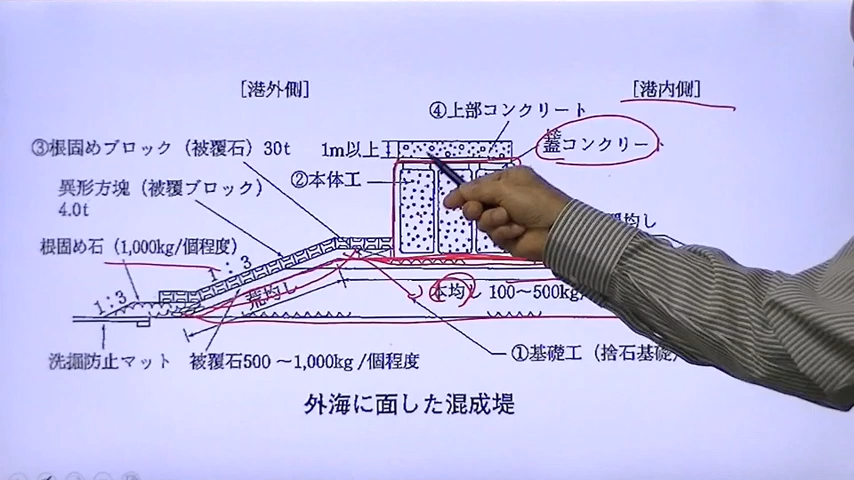 [港外側]
[港内側]
④上部コンクリート
③根固めブロック（被覆石）30t
1m以上
蓋コンクリート
②本体工
異形方塊（被覆ブロック）
4.0t
均し
根固め石（1,000kg/個程度）
1：3
1：3
荒均し
本均し 100～500kg/
洗掘防止マット
被覆石500～1,000kg/個程度
①基礎工（捨石基礎）
外海に面した混成堤